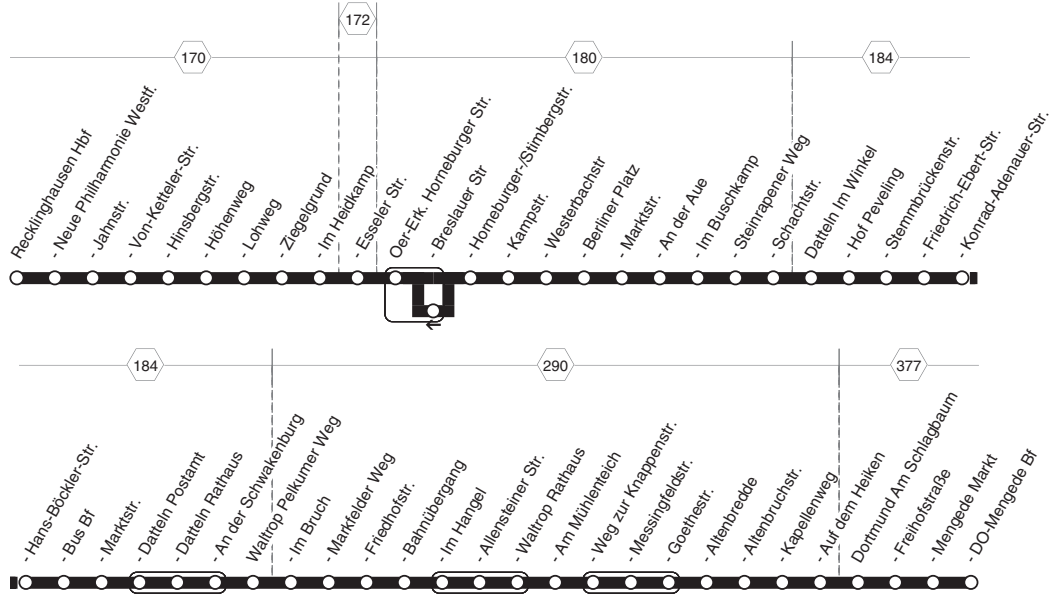 172
170
180
184
Recklinghausen Hbf
- Neue Philharmonie Westf.
- Jahnstr.
- Von-Ketteler-Str.
- Hinsbergstr.
- Höhenweg
- Lohweg
- Ziegelgrund
- Im Heidkamp
- Esseler Str.
Oer-Erk. Horneburger Str.
- Breslauer Str
- Horneburger-/Stimbergstr.
- Kampstr.
- Westerbachstr
- Berliner Platz
- Marktstr.
- An der Aue
- Im Buschkamp
- Steinrapener Weg
- Schachtstr.
Datteln Im Winkel
- Hof Peveling
- Stemmbrückenstr.
- Friedrich-Ebert-Str.
- Konrad-Adenauer-Str.
184
290
377
- Hans-Böckler-Str.
- Bus Bf
- Marktstr.
- Datteln Postamt
- Datteln Rathaus
- An der Schwakenburg
Waltrop Pelkumer Weg
- Im Bruch
- Markfelder Weg
- Friedhofstr.
- Bahnübergang
- Im Hangel
- Allensteiner Str.
- Waltrop Rathaus
- Am Mühlenteich
- Weg zur Knappenstr.
- Messingfeldstr.
- Goethestr.
- Altenbredde
- Altenbruchstr.
- Kapellenweg
- Auf dem Heiken
Dortmund Am Schlagbaum
- Freihofstraße
- Mengede Markt
- DO-Mengede Bf